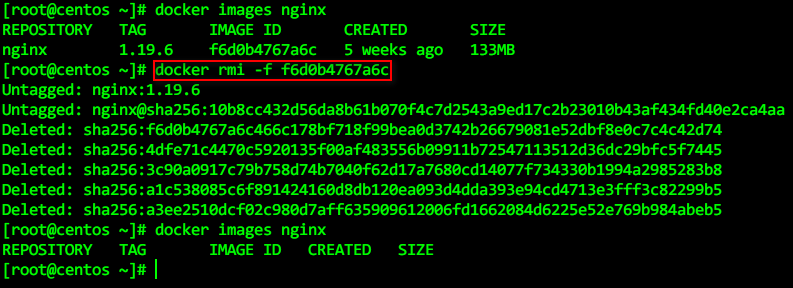 [root@centos ~]# docker images nginx
REPOSITORY   TAG       IMAGE ID       CREATED       SIZE
nginx        1.19.6    f6d0b4767a6c   5 weeks ago   133MB
[root@centos ~]# docker rmi -f f6d0b4767a6c
Untagged: nginx:1.19.6
Untagged: nginx@sha256:10b8cc432d56da8b61b070f4c7d2543a9ed17c2b23010b43af434fd40e2ca4aa
Deleted: sha256:f6d0b4767a6c466c178bf718f99bea0d3742b26679081e52dbf8e0c7c4c42d74
Deleted: sha256:4dfe71c4470c5920135f00af483556b09911b72547113512d36dc29bfc5f7445
Deleted: sha256:3c90a0917c79b758d74b7040f62d17a7680cd14077f734330b1994a2985283b8
Deleted: sha256:a1c538085c6f891424160d8db120ea093d4dda393e94cd4713e3fff3c82299b5
Deleted: sha256:a3ee2510dcf02c980d7aff635909612006fd1662084d6225e52e769b984abeb5
[root@centos ~]# docker images nginx
REPOSITORY   TAG       IMAGE ID   CREATED   SIZE
[root@centos ~]#